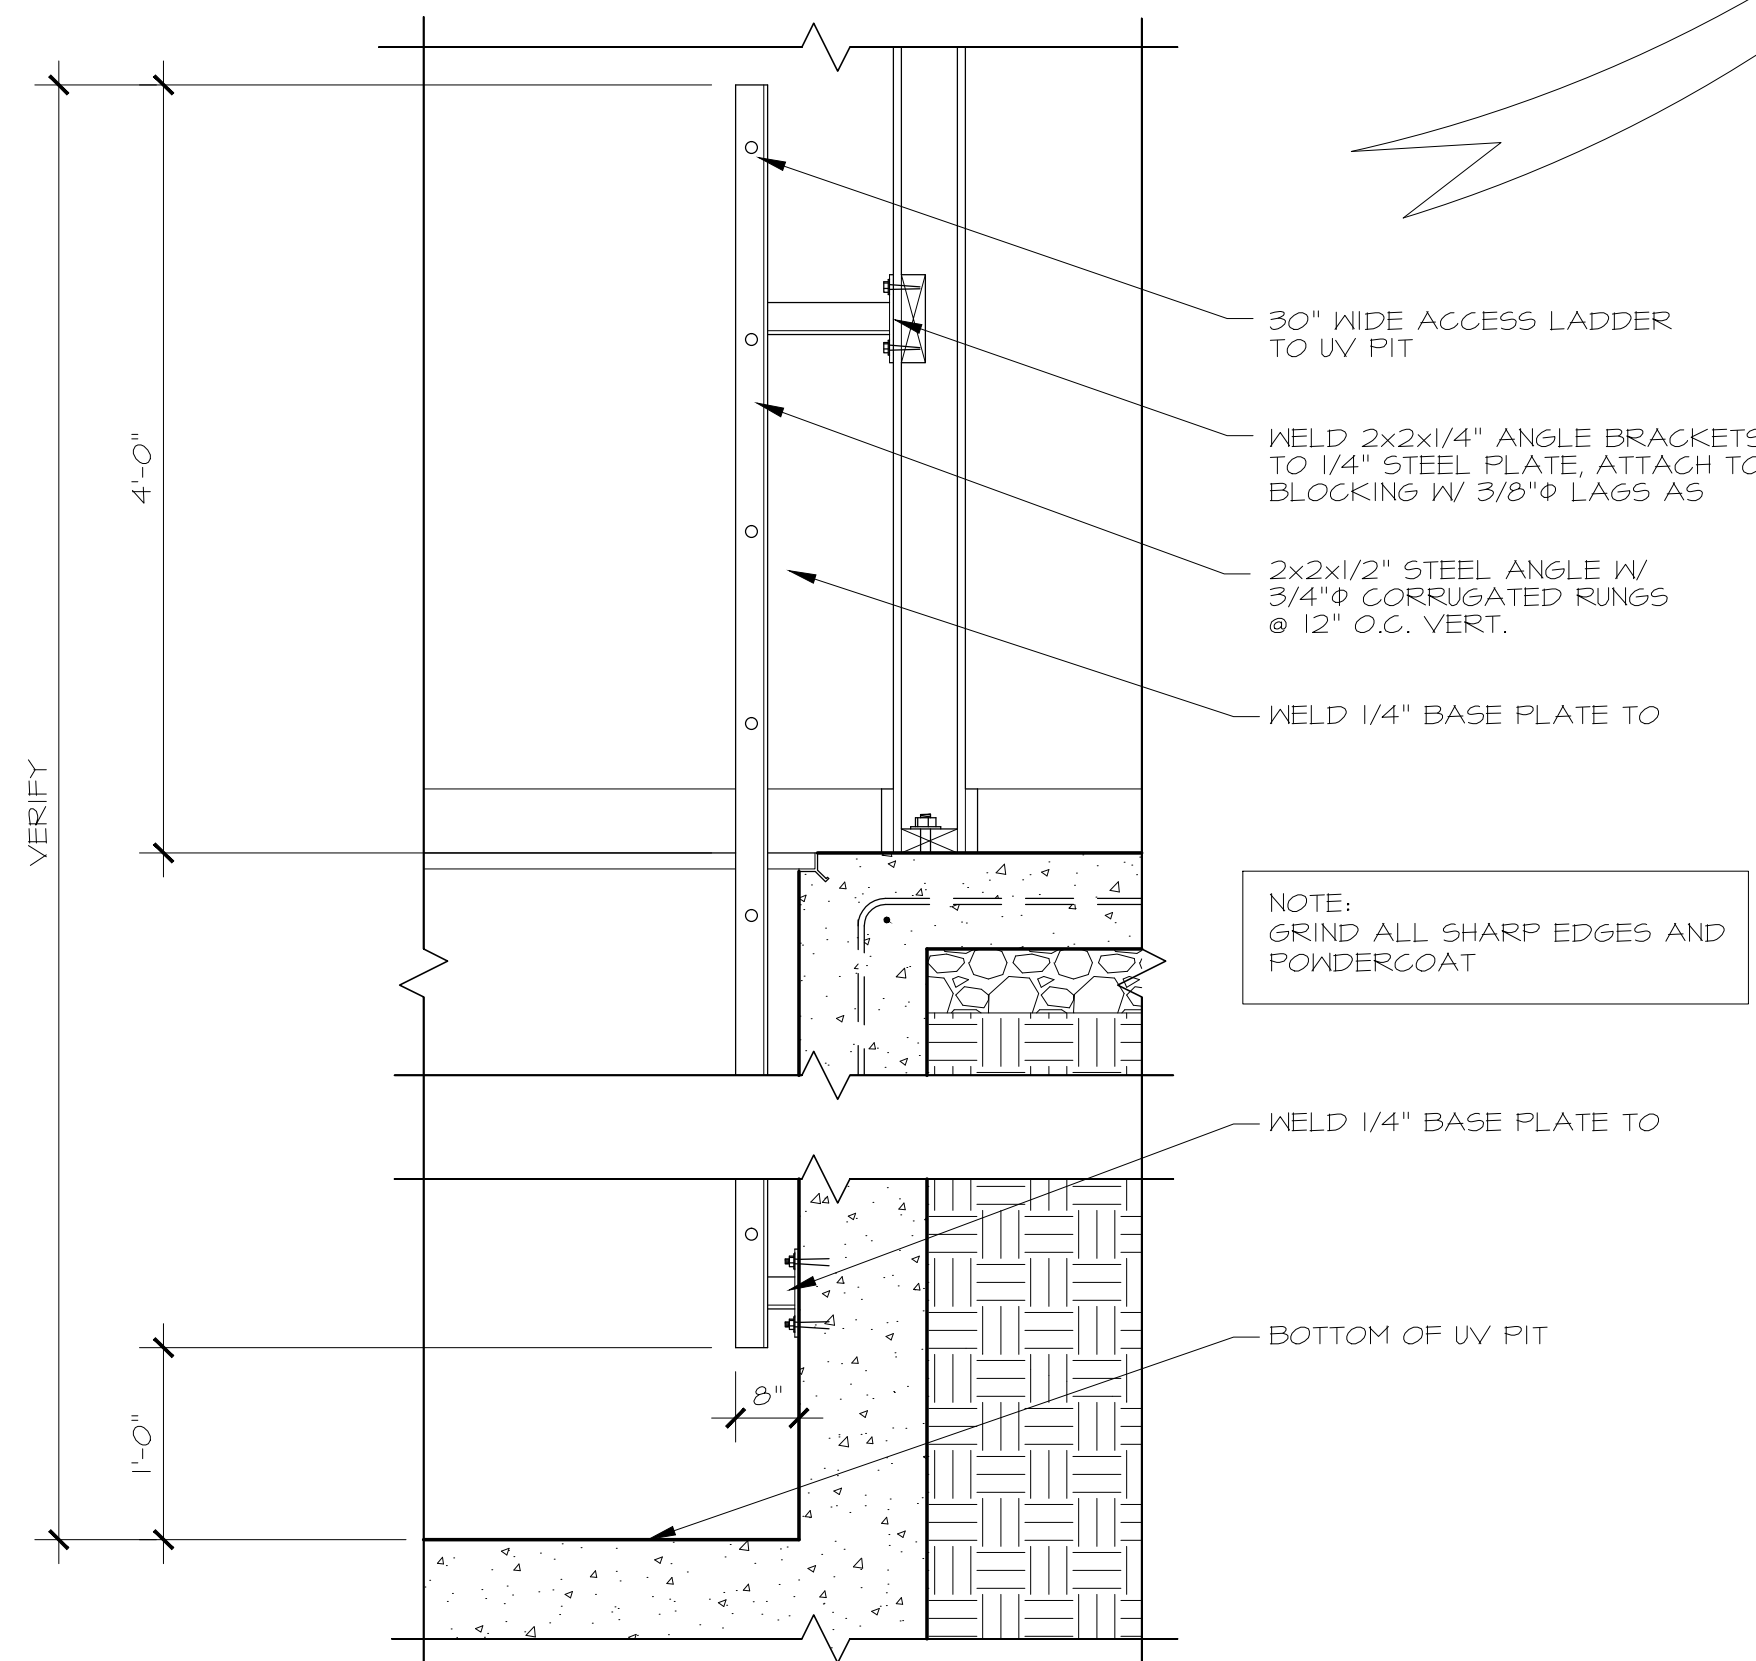 30" WIDE ACCESS LADDER
TO UV PIT
WELD 2x2x1/4" ANGLE BRACKETS
TO 1/4" STEEL PLATE, ATTACH TO
BLOCKING W/ 3/8"Φ LAGS AS
2x2x1/2" STEEL ANGLE W/
3/4"Φ CORRUGATED RUNGS
@ 12" O.C. VERT.
WELD 1/4" BASE PLATE TO
4'-0"
VERIFY
NOTE:
GRIND ALL SHARP EDGES AND
POWDERCOAT
WELD 1/4" BASE PLATE TO
BOTTOM OF UV PIT
8"
1'-0"